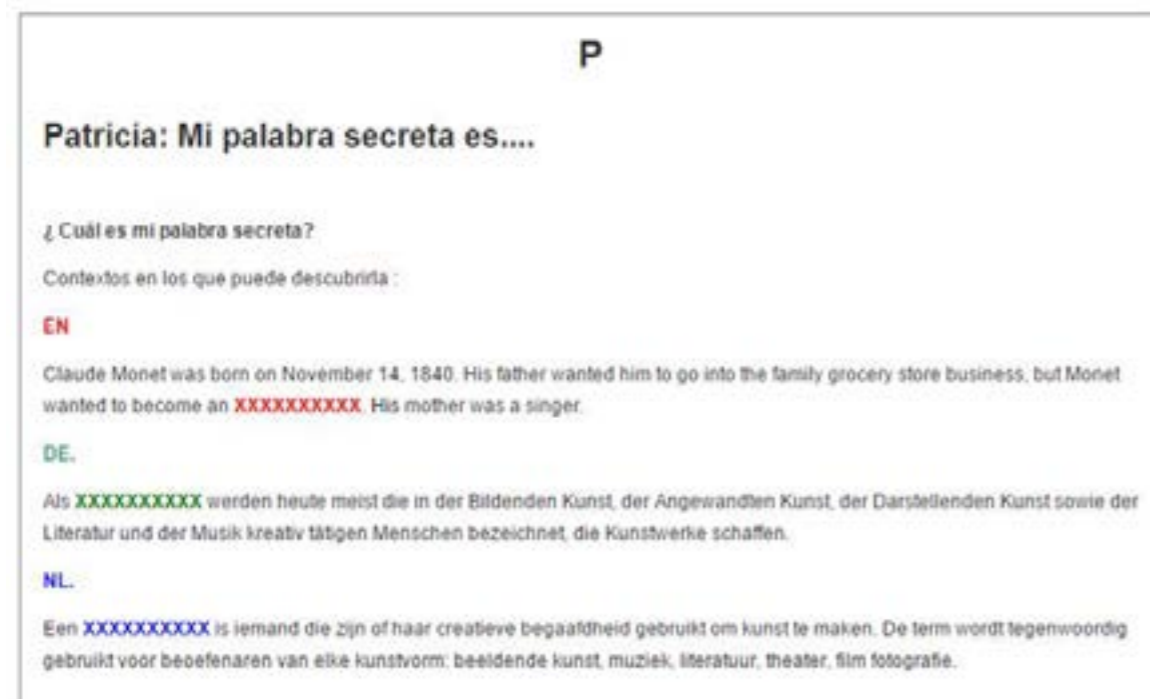 P
Patricia: Mi palabra secreta es....
¿ Cuál es mi palabra secreta?
Contextos en los que puede descubrirla :
EN
Claude Monet was born on November 14, 1840. His father wanted him to go into the family grocery store business, but Monet
wanted to become an XXXXXXXXXX. His mother was a singer.
DE.
Als XXXXXXXXXX werden heute meist die in der Bildenden Kunst, der Angewandten Kunst, der Darstellenden Kunst sowie der
Literatur und der Musik kreativ tätigen Menschen bezeichnet, die Kunstwerke schaffen.
NL.
Een XXXXXXXXXX is iemand die zijn of haar creatieve begaafdheid gebruikt om kunst te maken. De term wordt tegenwoordig
gebruikt voor beoefenaren van elke kunstvorm: beeldende kunst, muziek, literatuur, theater, film fotografie.